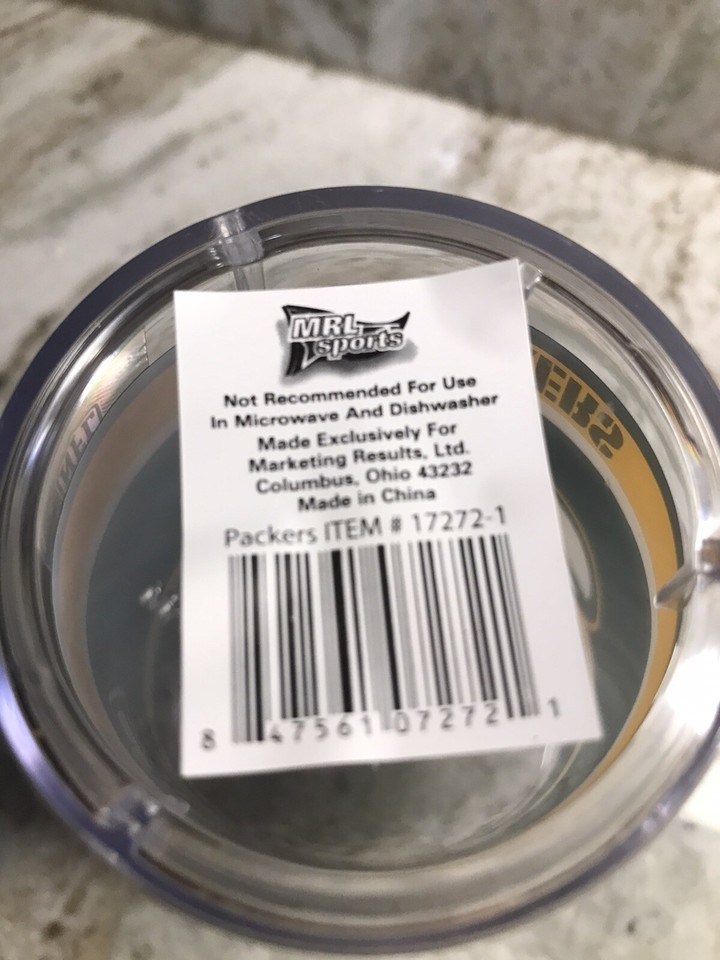 MRL
sports
Not Recommended For Use
In Microwave And Dishwasher
Made Exclusively For
Marketing Results, Ltd.
Columbus, Ohio 43232
Made in China
Packers ITEM # 17272-1
8 47561 07272 1
ERS